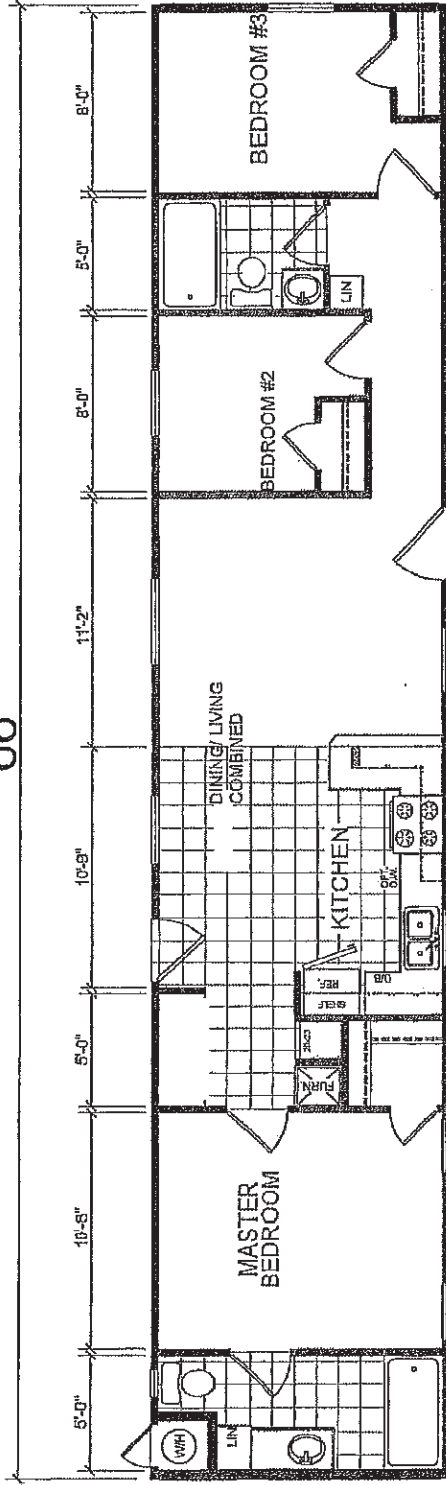 8'-0"
5'-0"
8'-0"
11'-2"
10'-9"
5'-0"
10'-8"
5'-0"
BEDROOM #3
LIN
BEDROOM #2
DINING/ LIVING
COMBINED
KITCHEN
OPT.
REF.
SHELF
O/B
FURN.
MASTER
BEDROOM
LIN
W/H